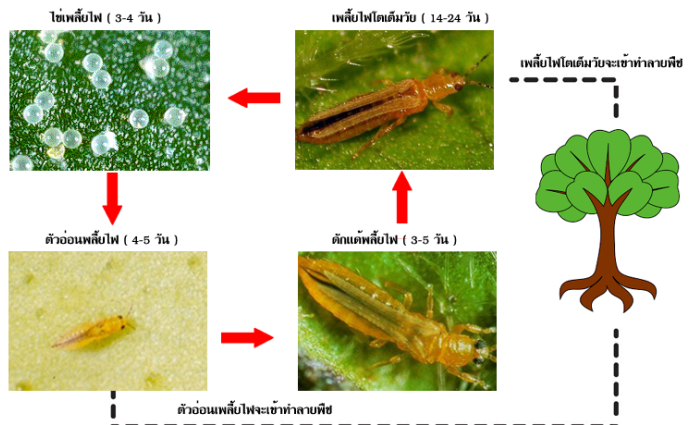 ไข่เพลี้ยไฟ ( 3-4 วัน )
เพลี้ยไฟโตเต็มวัย ( 14-24 วัน )
เพลี้ยไฟโตเต็มวัยจะเข้าทำลายพืช
ตัวอ่อนพลี้ยไฟ ( 4-5 วัน )
ดักแด้พลี้ยไฟ ( 3-5 วัน )
ตัวอ่อนเพลี้ยไฟจะเข้าทำลายพืช